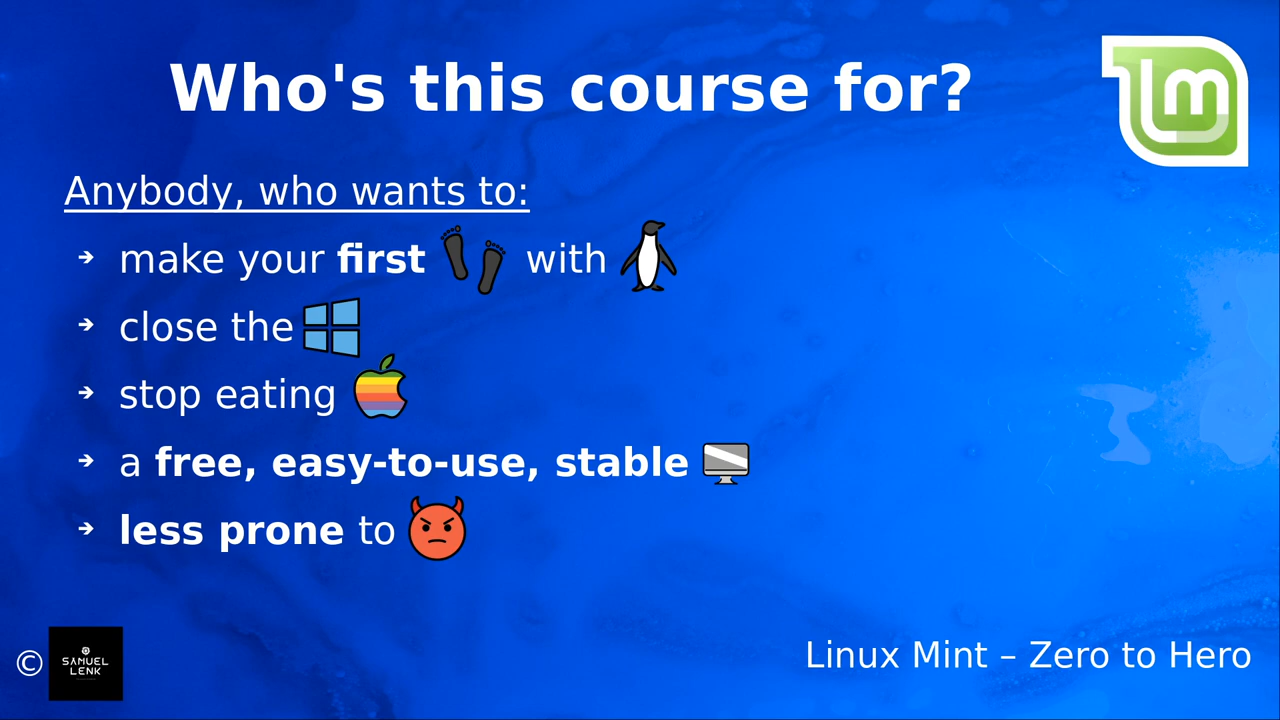 Who's this course for?
Anybody, who wants to:
➔ make your first with
➔ close the
➔ stop eating
➔ a free, easy-to-use, stable
➔ less prone to
© SAMUEL
LENK
Linux Mint – Zero to Hero